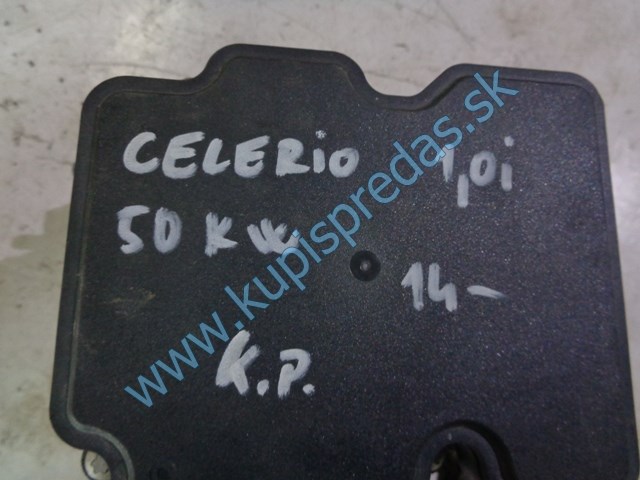 CELERIO 1,0i
50 KW 14-
K.P.
www.kupispredas.sk